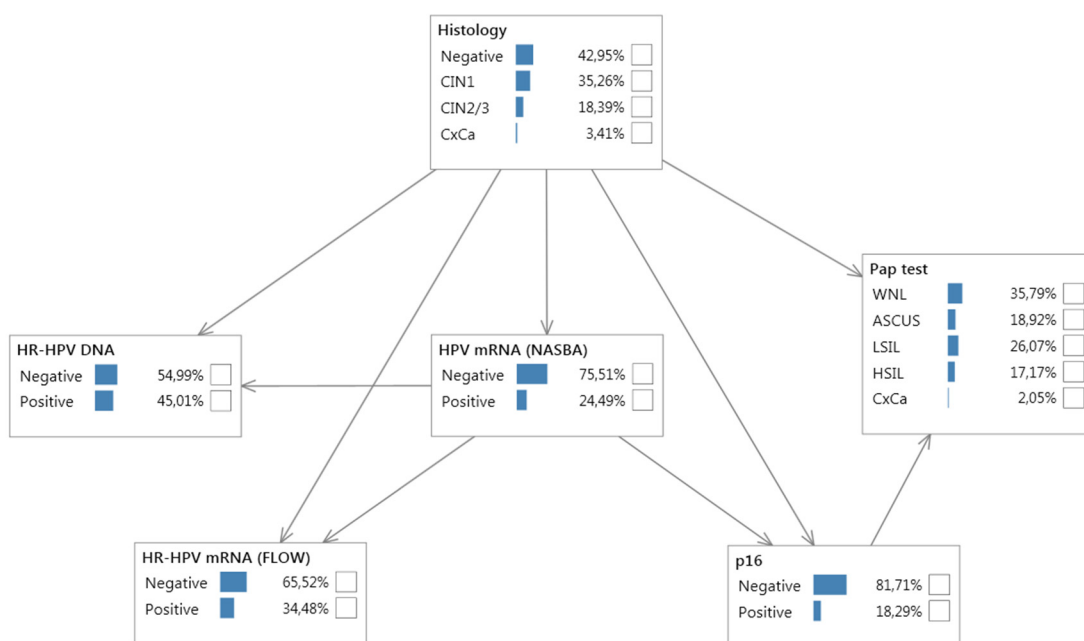 Histology
Negative 42,95%
CIN1 35,26%
CIN2/3 18,39%
CxCa 3,41%
Pap test
WNL 35,79%
ASCUS 18,92%
LSIL 26,07%
HSIL 17,17%
CxCa 2,05%
HR-HPV DNA
Negative 54,99%
Positive 45,01%
HPV mRNA (NASBA)
Negative 75,51%
Positive 24,49%
HR-HPV mRNA (FLOW)
Negative 65,52%
Positive 34,48%
p16
Negative 81,71%
Positive 18,29%